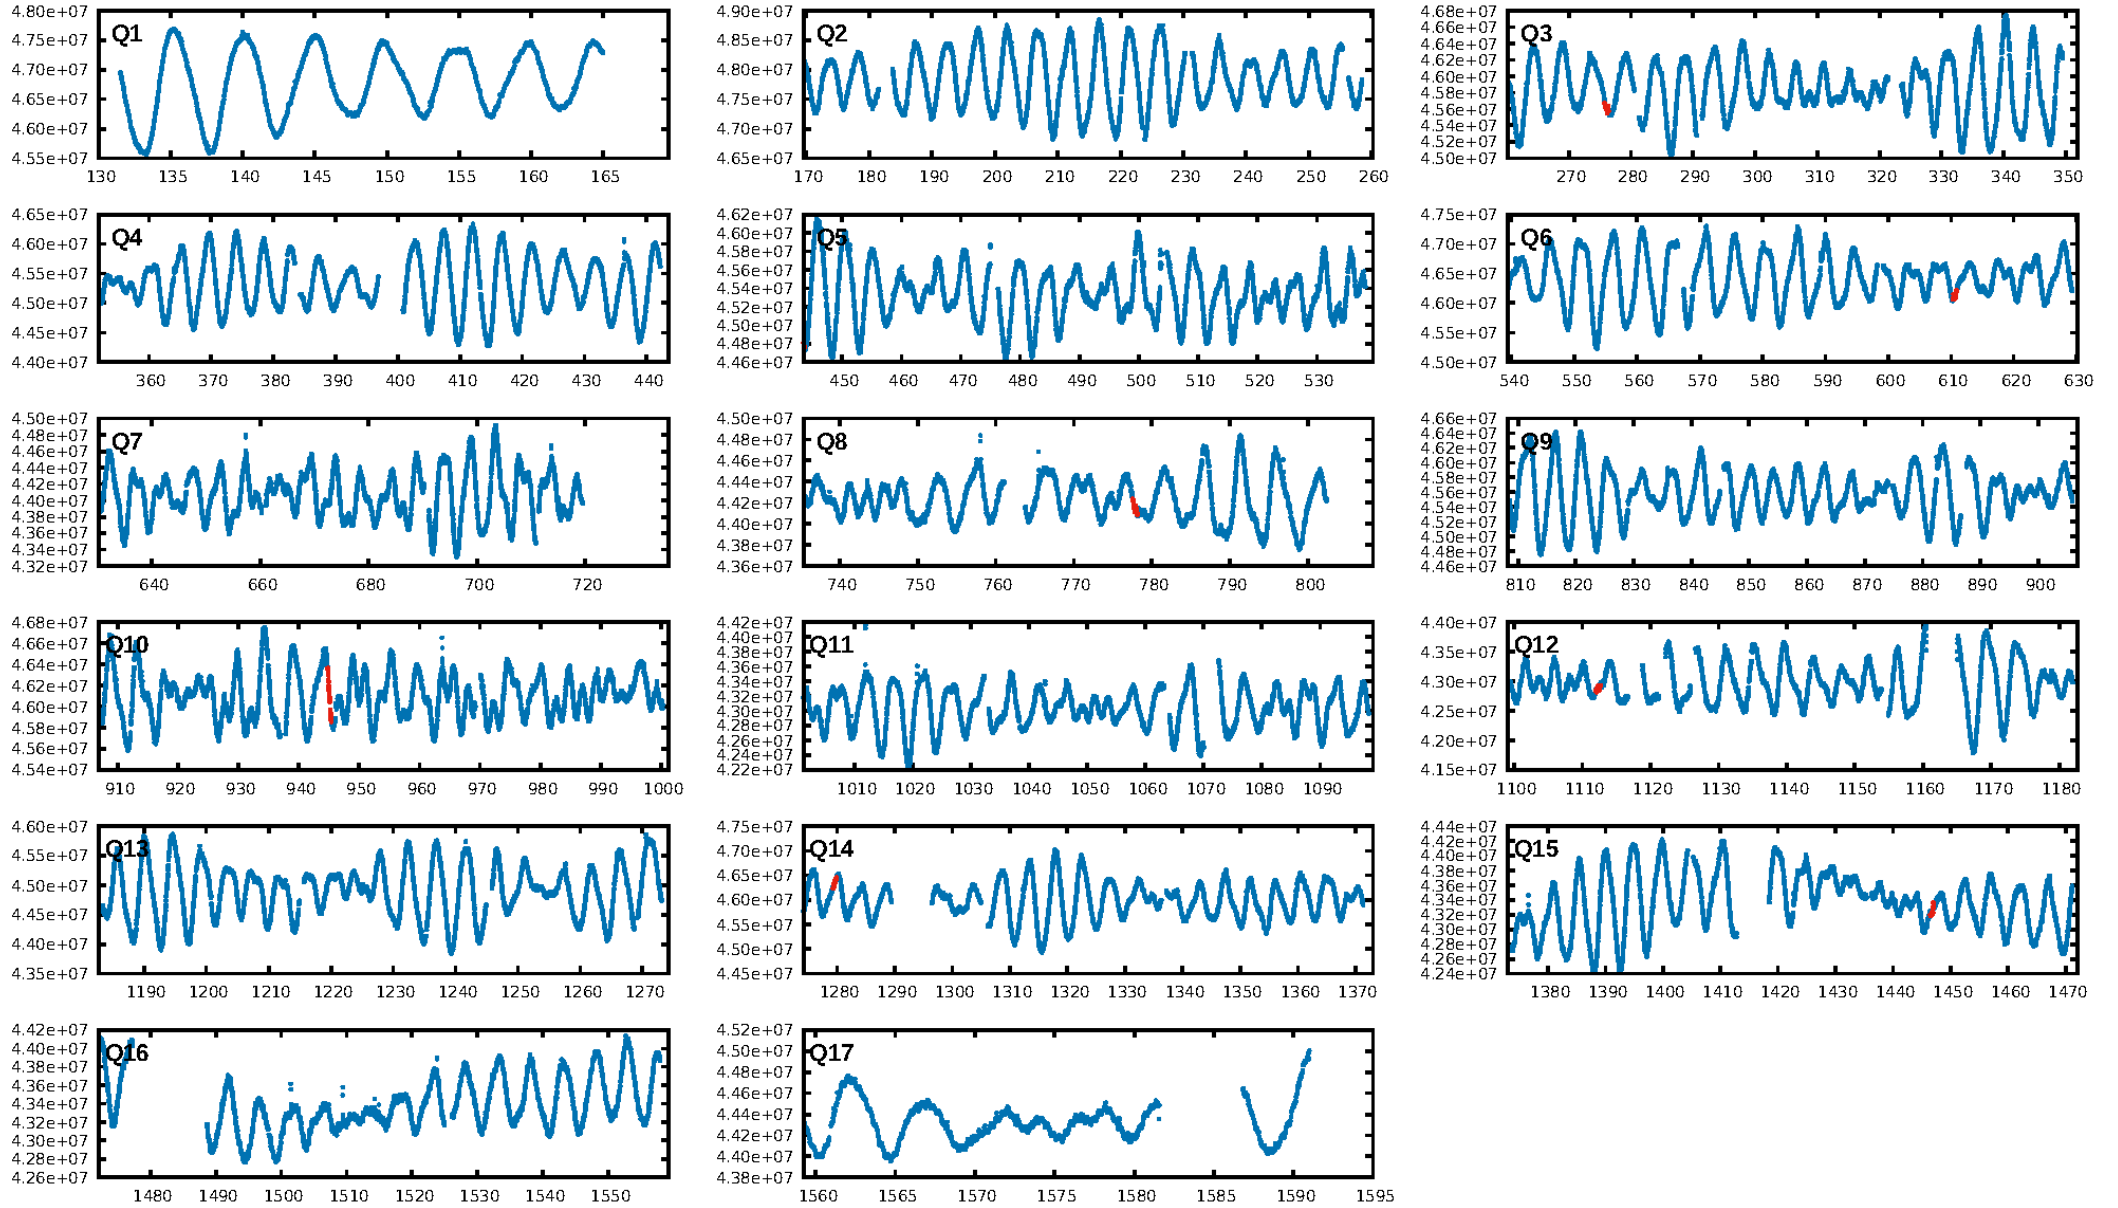 Q1
4.80e+07
4.75e+07
4.70e+07
4.65e+07
4.60e+07
4.55e+07
130 135 140 145 150 155 160 165
Q2
4.90e+07
4.85e+07
4.80e+07
4.75e+07
4.70e+07
4.65e+07
170 180 190 200 210 220 230 240 250 260
Q3
4.68e+07
4.66e+07
4.64e+07
4.62e+07
4.60e+07
4.58e+07
4.56e+07
4.54e+07
4.52e+07
4.50e+07
270 280 290 300 310 320 330 340 350
Q4
4.65e+07
4.60e+07
4.55e+07
4.50e+07
4.45e+07
4.40e+07
360 370 380 390 400 410 420 430 440
Q5
4.62e+07
4.60e+07
4.58e+07
4.56e+07
4.54e+07
4.52e+07
4.50e+07
4.48e+07
4.46e+07
450 460 470 480 490 500 510 520 530
Q6
4.75e+07
4.70e+07
4.65e+07
4.60e+07
4.55e+07
4.50e+07
540 550 560 570 580 590 600 610 620 630
Q7
4.50e+07
4.48e+07
4.46e+07
4.44e+07
4.42e+07
4.40e+07
4.38e+07
4.36e+07
4.34e+07
4.32e+07
640 660 680 700 720
Q8
4.50e+07
4.48e+07
4.46e+07
4.44e+07
4.42e+07
4.40e+07
4.38e+07
4.36e+07
740 750 760 770 780 790 800
Q9
4.66e+07
4.64e+07
4.62e+07
4.60e+07
4.58e+07
4.56e+07
4.54e+07
4.52e+07
4.50e+07
4.48e+07
4.46e+07
810 820 830 840 850 860 870 880 890 900
Q10
4.68e+07
4.66e+07
4.64e+07
4.62e+07
4.60e+07
4.58e+07
4.56e+07
4.54e+07
910 920 930 940 950 960 970 980 990 1000
Q11
4.42e+07
4.40e+07
4.38e+07
4.36e+07
4.34e+07
4.32e+07
4.30e+07
4.28e+07
4.26e+07
4.24e+07
4.22e+07
1010 1020 1030 1040 1050 1060 1070 1080 1090
Q12
4.40e+07
4.35e+07
4.30e+07
4.25e+07
4.20e+07
4.15e+07
1100 1110 1120 1130 1140 1150 1160 1170 1180
Q13
4.60e+07
4.55e+07
4.50e+07
4.45e+07
4.40e+07
4.35e+07
1190 1200 1210 1220 1230 1240 1250 1260 1270
Q14
4.75e+07
4.70e+07
4.65e+07
4.60e+07
4.55e+07
4.50e+07
4.45e+07
1280 1290 1300 1310 1320 1330 1340 1350 1360 1370
Q15
4.44e+07
4.42e+07
4.40e+07
4.38e+07
4.36e+07
4.34e+07
4.32e+07
4.30e+07
4.28e+07
4.26e+07
4.24e+07
1380 1390 1400 1410 1420 1430 1440 1450 1460 1470
Q16
4.42e+07
4.40e+07
4.38e+07
4.36e+07
4.34e+07
4.32e+07
4.30e+07
4.28e+07
4.26e+07
1480 1490 1500 1510 1520 1530 1540 1550
Q17
4.52e+07
4.50e+07
4.48e+07
4.46e+07
4.44e+07
4.42e+07
4.40e+07
4.38e+07
1560 1565 1570 1575 1580 1585 1590 1595